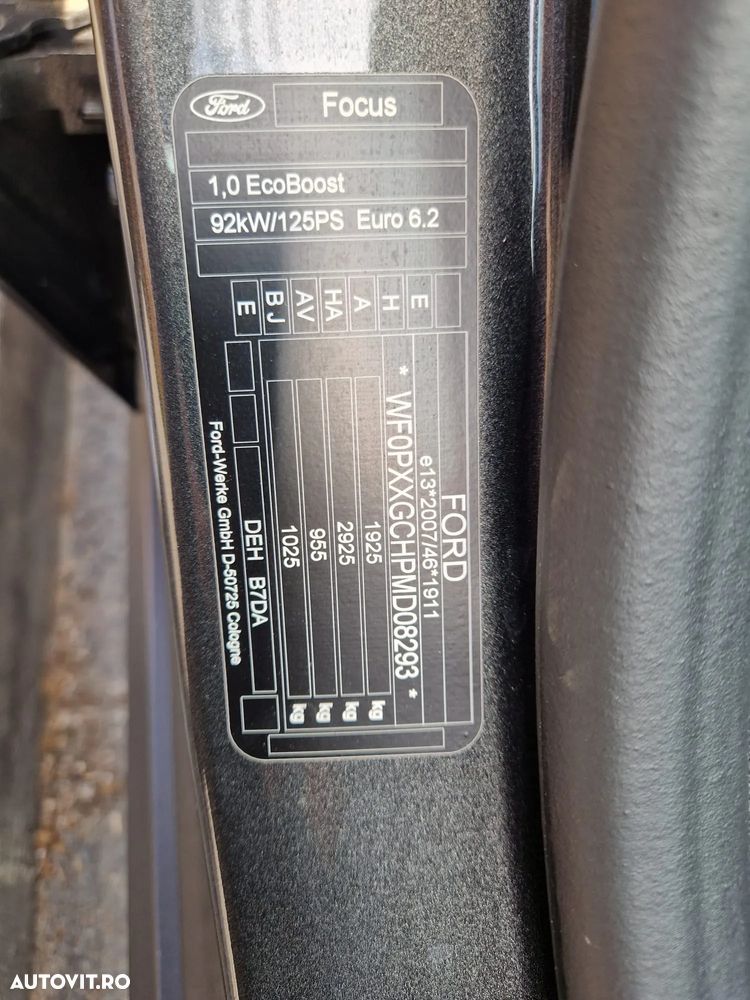 Ford
Focus
1,0 EcoBoost
92kW/125PS Euro 6.2
E
H
A
HA
AV
B J
E
FORD
e13*2007/46*1911
* WF0PXXGCHPMD08293 *
1925 kg
2925 kg
955 kg
1025 kg
DEH B7DA
Ford-Werke GmbH D-50725 Cologne
AUTOVIT.RO